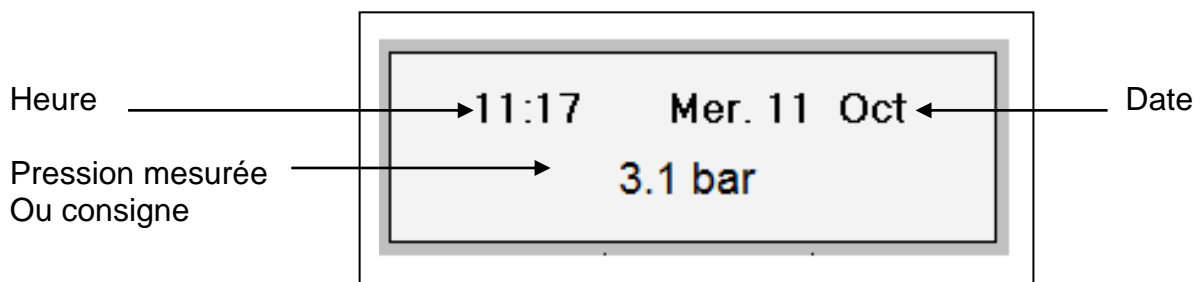 Heure
11:17 Mer. 11 Oct
Date
Pression mesurée
Ou consigne
3.1 bar